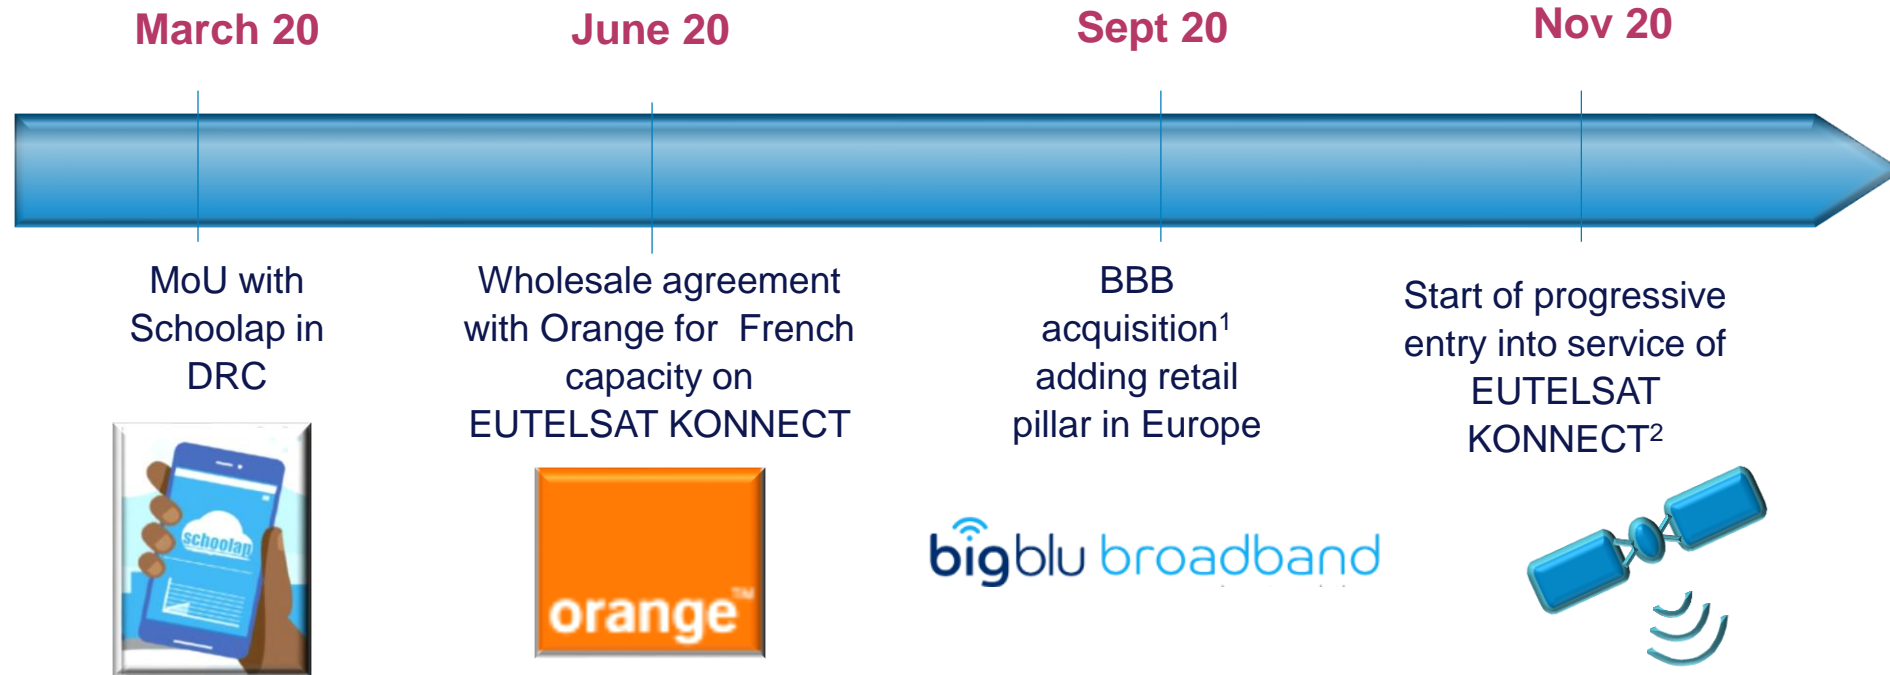 March 20
June 20
Sept 20
Nov 20
MoU with
Schoolap in
DRC
Wholesale agreement
with Orange for French
capacity on
EUTELSAT KONNECT
BBB
acquisition¹
adding retail
pillar in Europe
Start of progressive
entry into service of
EUTELSAT
KONNECT²
schoolap
orange™
bigblu broadband